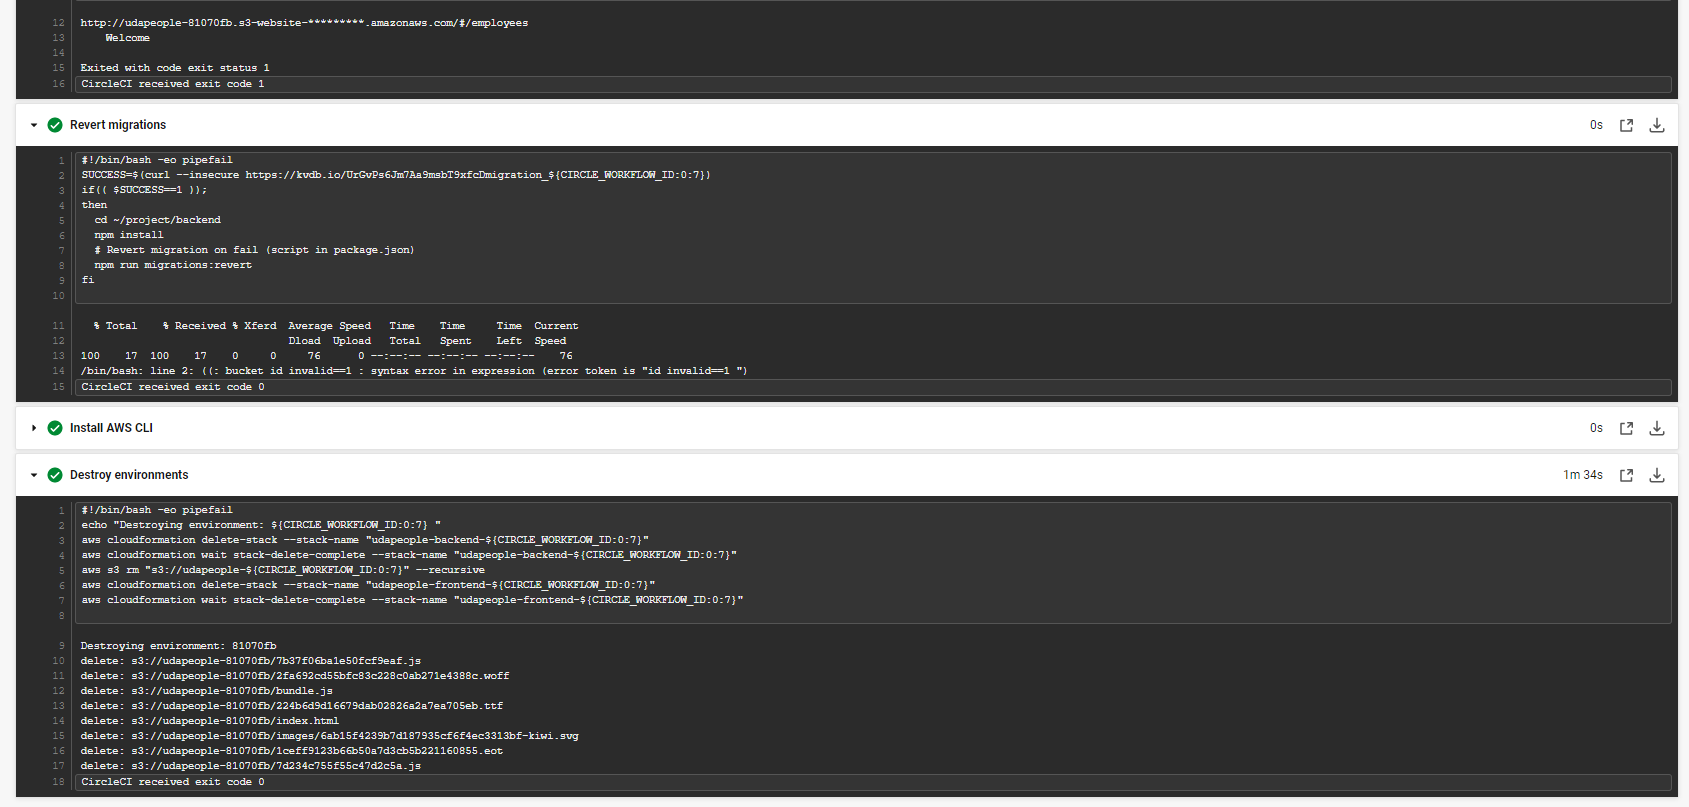 12 http://udapeople-81070fb.s3-website-*********.amazonaws.com/#/employees
13     Welcome
14
15 Exited with code exit status 1
16 CircleCI received exit code 1
Revert migrations 0s
1 #!/bin/bash -eo pipefail
2 SUCCESS=$(curl --insecure https://kvdb.io/UrGvPs6Jm7Aa9msbT9xfcDmigration_${CIRCLE_WORKFLOW_ID:0:7})
3 if(( $SUCCESS==1 ));
4 then
5   cd ~/project/backend
6   npm install
7   # Revert migration on fail (script in package.json)
8   npm run migrations:revert
9 fi
10
11   % Total    % Received % Xferd  Average Speed   Time    Time     Time  Current
12                                  Dload  Upload   Total   Spent    Left  Speed
13 100    17  100    17    0     0     76      0 --:--:-- --:--:-- --:--:--    76
14 /bin/bash: line 2: ((: bucket id invalid==1 : syntax error in expression (error token is "id invalid==1 ")
15 CircleCI received exit code 0
Install AWS CLI 0s
Destroy environments 1m 34s
1 #!/bin/bash -eo pipefail
2 echo "Destroying environment: ${CIRCLE_WORKFLOW_ID:0:7} "
3 aws cloudformation delete-stack --stack-name "udapeople-backend-${CIRCLE_WORKFLOW_ID:0:7}"
4 aws cloudformation wait stack-delete-complete --stack-name "udapeople-backend-${CIRCLE_WORKFLOW_ID:0:7}"
5 aws s3 rm "s3://udapeople-${CIRCLE_WORKFLOW_ID:0:7}" --recursive
6 aws cloudformation delete-stack --stack-name "udapeople-frontend-${CIRCLE_WORKFLOW_ID:0:7}"
7 aws cloudformation wait stack-delete-complete --stack-name "udapeople-frontend-${CIRCLE_WORKFLOW_ID:0:7}"
8
9 Destroying environment: 81070fb
10 delete: s3://udapeople-81070fb/7b37f06ba1e50fcf9eaf.js
11 delete: s3://udapeople-81070fb/2fa692cd55bfc83c228c0ab271e4388c.woff
12 delete: s3://udapeople-81070fb/bundle.js
13 delete: s3://udapeople-81070fb/224b6d9d16679dab02826a2a7ea705eb.ttf
14 delete: s3://udapeople-81070fb/index.html
15 delete: s3://udapeople-81070fb/images/6ab15f4239b7d187935cf6f4ec3313bf-kiwi.svg
16 delete: s3://udapeople-81070fb/1ceff9123b66b50a7d3cb5b221160855.eot
17 delete: s3://udapeople-81070fb/7d234c755f55c47d2c5a.js
18 CircleCI received exit code 0